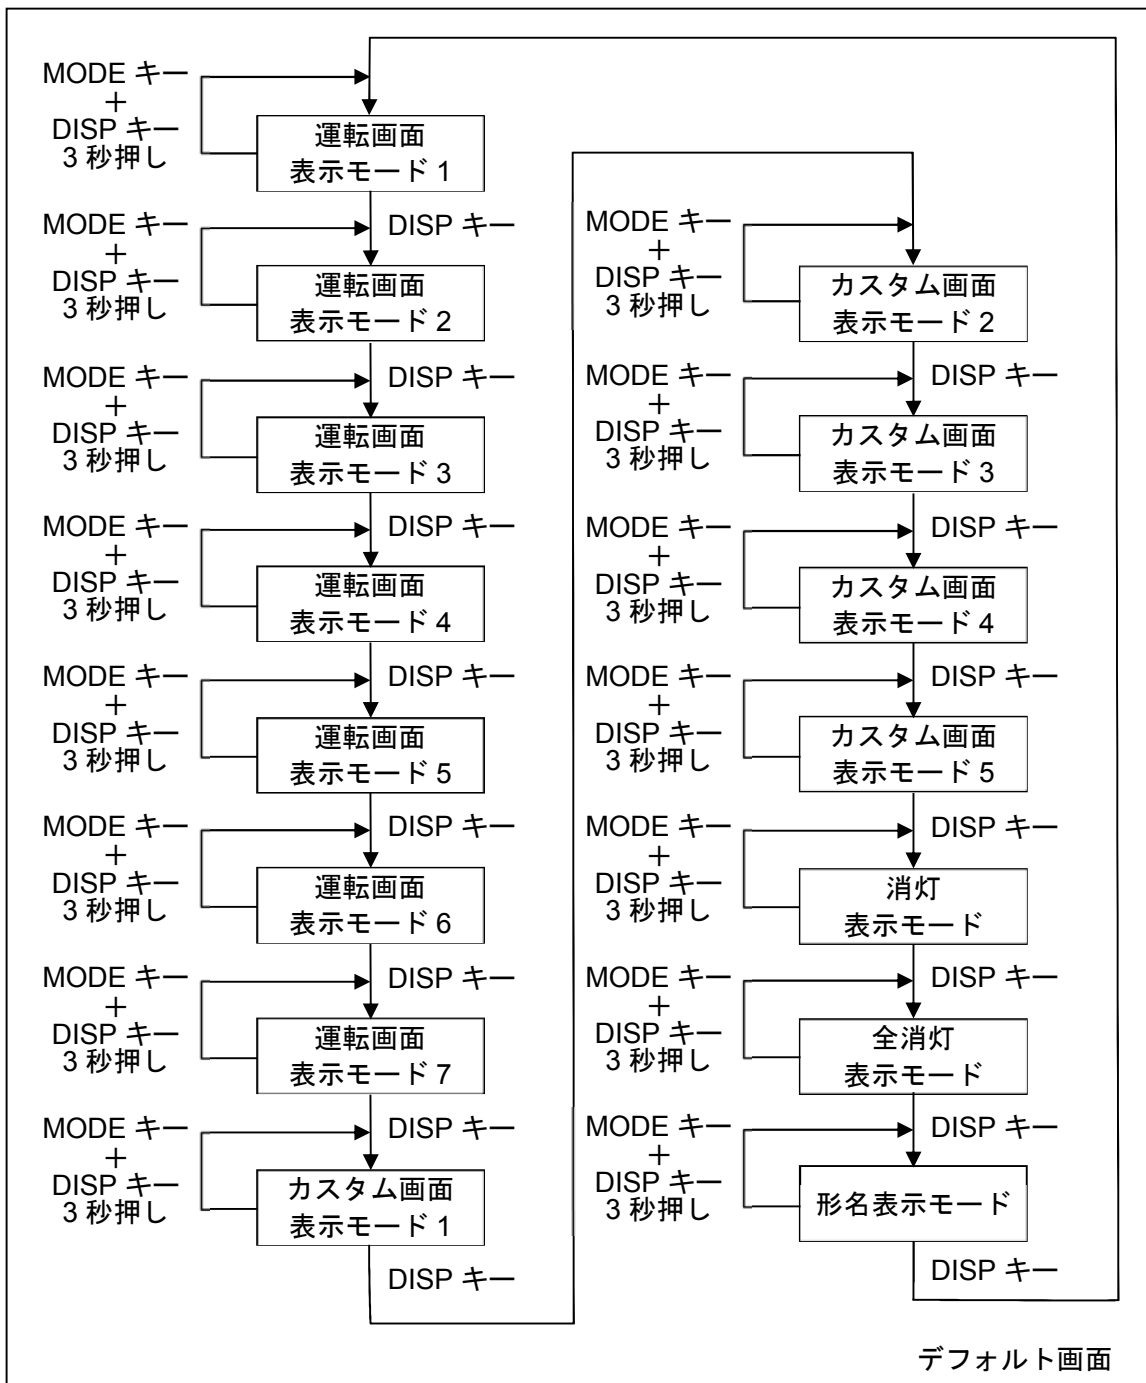 MODE キー
＋
DISP キー
3 秒押し
運転画面
表示モード 1
MODE キー
＋
DISP キー
3 秒押し
DISP キー
運転画面
表示モード 2
MODE キー
＋
DISP キー
3 秒押し
DISP キー
運転画面
表示モード 3
MODE キー
＋
DISP キー
3 秒押し
DISP キー
運転画面
表示モード 4
MODE キー
＋
DISP キー
3 秒押し
DISP キー
運転画面
表示モード 5
MODE キー
＋
DISP キー
3 秒押し
DISP キー
運転画面
表示モード 6
MODE キー
＋
DISP キー
3 秒押し
DISP キー
運転画面
表示モード 7
MODE キー
＋
DISP キー
3 秒押し
DISP キー
カスタム画面
表示モード 1
DISP キー
MODE キー
＋
DISP キー
3 秒押し
カスタム画面
表示モード 2
MODE キー
＋
DISP キー
3 秒押し
DISP キー
カスタム画面
表示モード 3
MODE キー
＋
DISP キー
3 秒押し
DISP キー
カスタム画面
表示モード 4
MODE キー
＋
DISP キー
3 秒押し
DISP キー
カスタム画面
表示モード 5
MODE キー
＋
DISP キー
3 秒押し
DISP キー
消灯
表示モード
MODE キー
＋
DISP キー
3 秒押し
DISP キー
全消灯
表示モード
MODE キー
＋
DISP キー
3 秒押し
DISP キー
形名表示モード
DISP キー
デフォルト画面